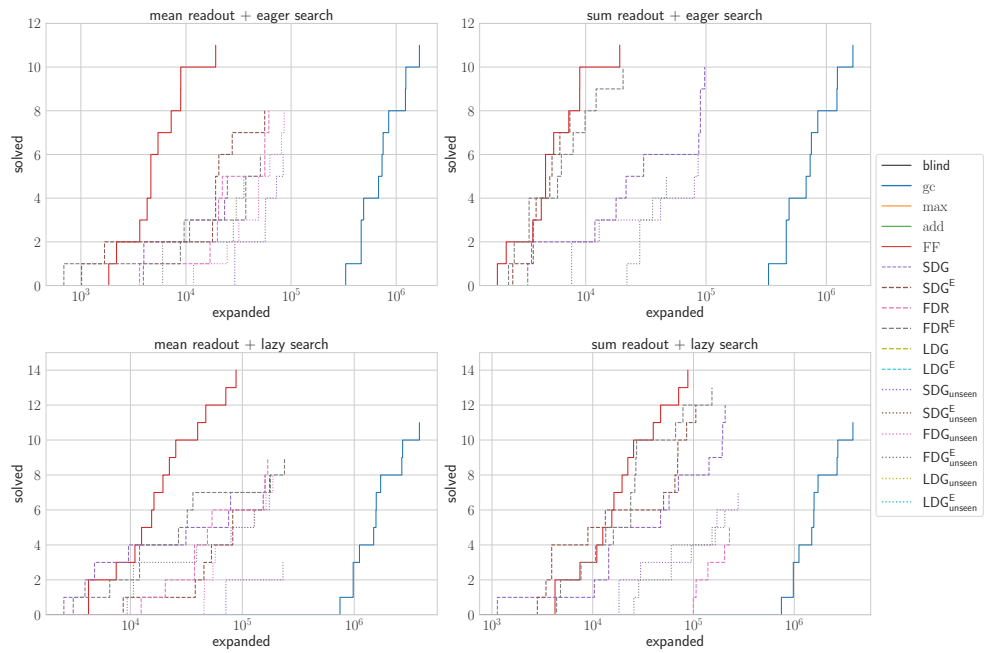 mean readout + eager search
sum readout + eager search
12
10
8
6
4
2
0
solved
10³
10⁴
10⁵
10⁶
expanded
12
10
8
6
4
2
0
solved
10⁴
10⁵
10⁶
expanded
mean readout + lazy search
sum readout + lazy search
14
12
10
8
6
4
2
0
solved
10⁴
10⁵
10⁶
expanded
14
12
10
8
6
4
2
0
solved
10³
10⁴
10⁵
10⁶
expanded
blind
gc
max
add
FF
SDG
SDG^E
FDR
FDR^E
LDG
LDG^E
SDG_unseen
SDG^E_unseen
FDG_unseen
FDG^E_unseen
LDG_unseen
LDG^E_unseen